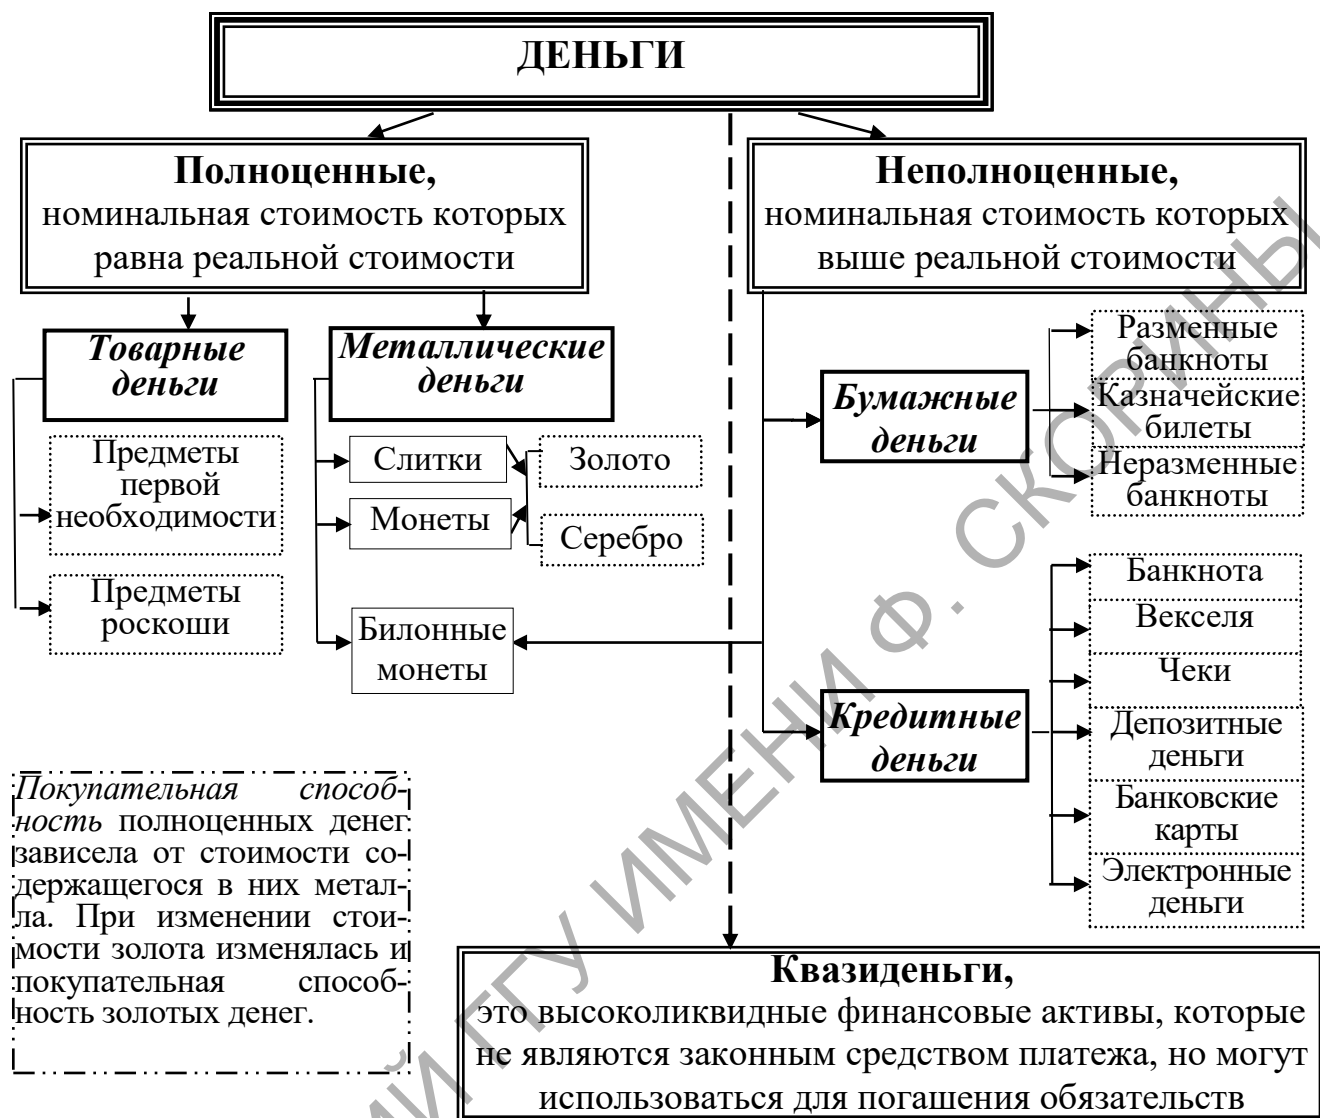 ДЕНЬГИ
Полноценные,
номинальная стоимость которых
равна реальной стоимости
Неполноценные,
номинальная стоимость которых
выше реальной стоимости
Товарные
деньги
Металлические
деньги
Предметы
первой
необходимости
Предметы
роскоши
Слитки
Монеты
Золото
Серебро
Билонные
монеты
Бумажные
деньги
Разменные
банкноты
Казначейские
билеты
Неразменные
банкноты
Кредитные
деньги
Банкнота
Векселя
Чеки
Депозитные
деньги
Банковские
карты
Электронные
деньги
Покупательная способ-
ность полноценных денег
зависела от стоимости со-
держащегося в них метал-
ла. При изменении стои-
мости золота изменялась и
покупательная способ-
ность золотых денег.
Квазиденьги,
это высоколиквидные финансовые активы, которые
не являются законным средством платежа, но могут
использоваться для погашения обязательств
ГГУ ИМЕНИ Ф. СКОРИНЫ